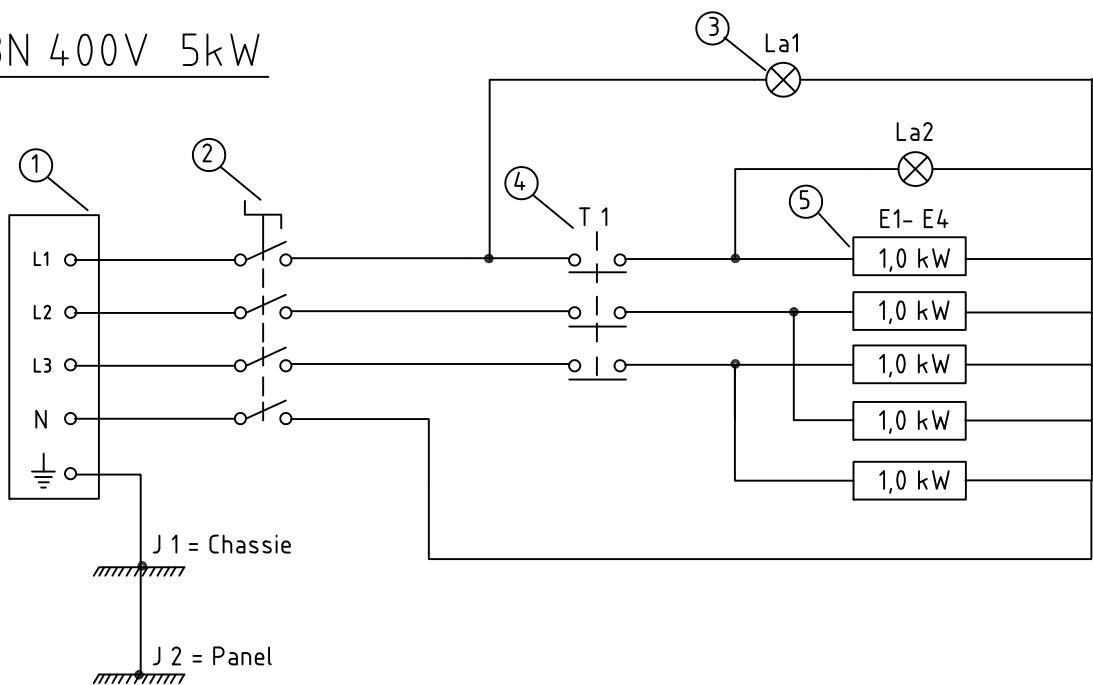 3N 400V 5kW
3
La1
La2
1
2
4
T 1
5
E1- E4
L1
1,0 kW
L2
1,0 kW
L3
1,0 kW
N
1,0 kW
1,0 kW
J 1 = Chassie
J 2 = Panel